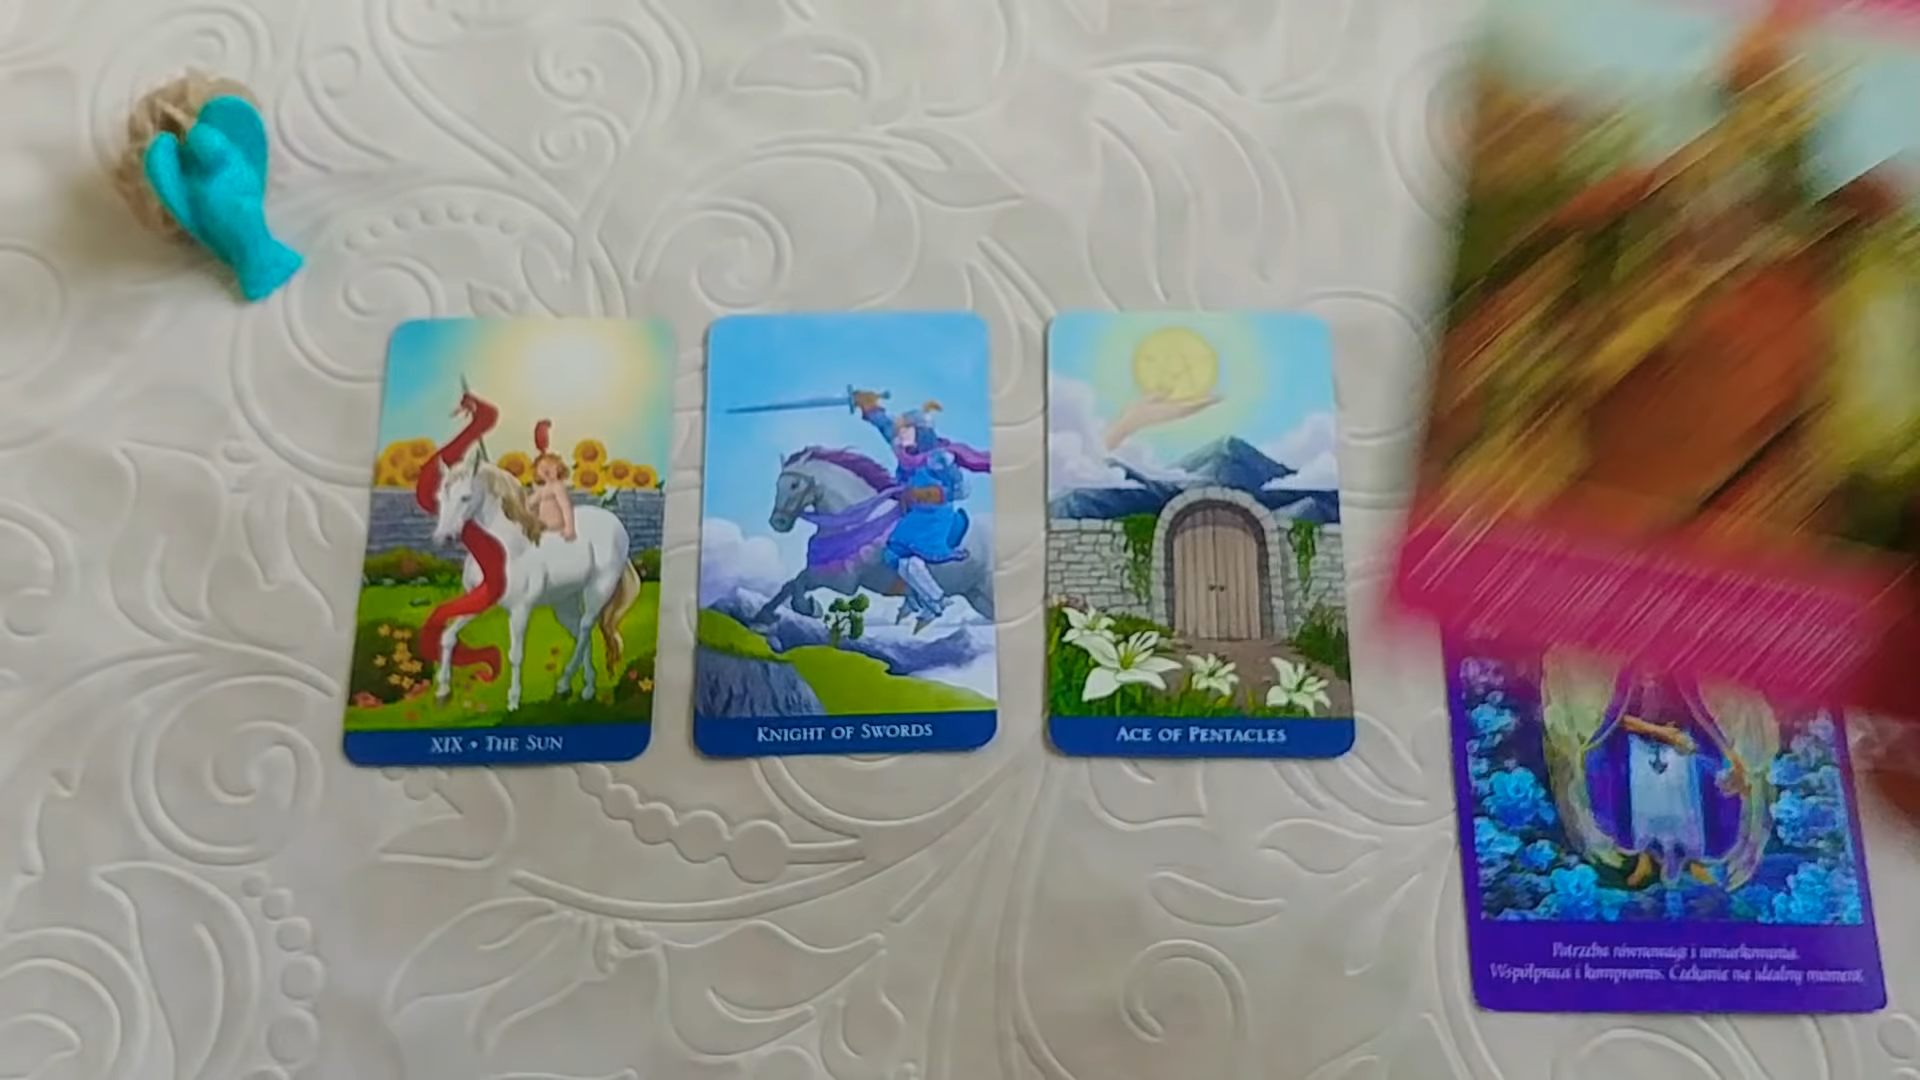 XIX • THE SUN
KNIGHT OF SWORDS
ACE OF PENTACLES
Potrzeba równowagi i umiarkowania.
Współpraca i kompromis. Czekanie na idealny moment.